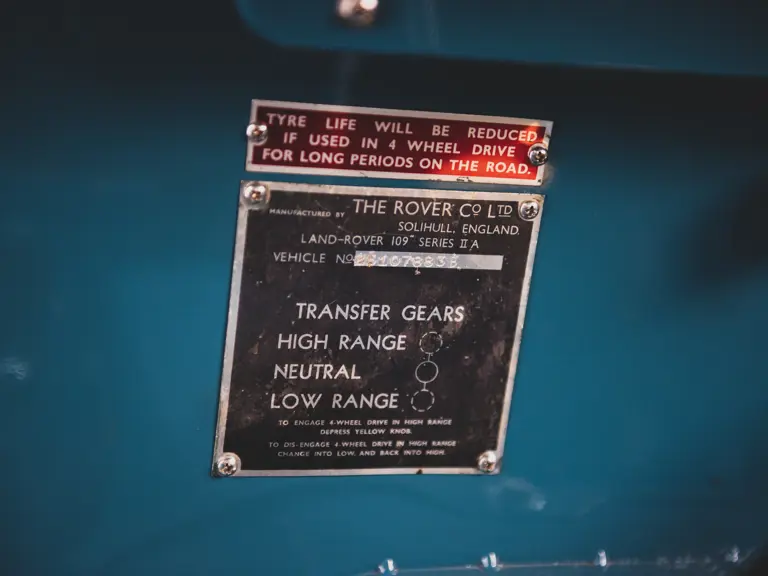 TYRE LIFE WILL BE REDUCED
IF USED IN 4 WHEEL DRIVE
FOR LONG PERIODS ON THE ROAD.
MANUFACTURED BY THE ROVER CO LTD
SOLIHULL, ENGLAND.
LAND-ROVER 109" SERIES II A
VEHICLE NO
TRANSFER GEARS
HIGH RANGE
NEUTRAL
LOW RANGE
TO ENGAGE 4-WHEEL DRIVE IN HIGH RANGE
DEPRESS YELLOW KNOB.
TO DIS-ENGAGE 4-WHEEL DRIVE IN HIGH RANGE
CHANGE INTO LOW, AND BACK INTO HIGH.